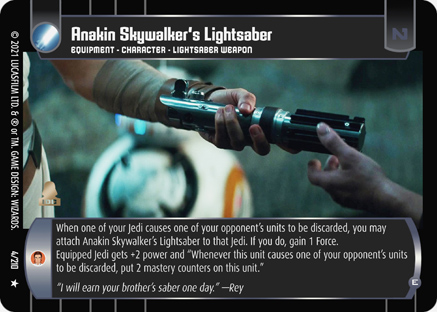 Anakin Skywalker's Lightsaber
EQUIPMENT - CHARACTER - LIGHTSABER WEAPON
N
© 2021 LUCASFILM LTD. & ® or TM. GAME DESIGN: WIZARDS.
4/210
When one of your Jedi causes one of your opponent's units to be discarded, you may
attach Anakin Skywalker's Lightsaber to that Jedi. If you do, gain 1 Force.
Equipped Jedi gets +2 power and “Whenever this unit causes one of your opponent's units
to be discarded, put 2 mastery counters on this unit.”
“I will earn your brother's saber one day.” —Rey